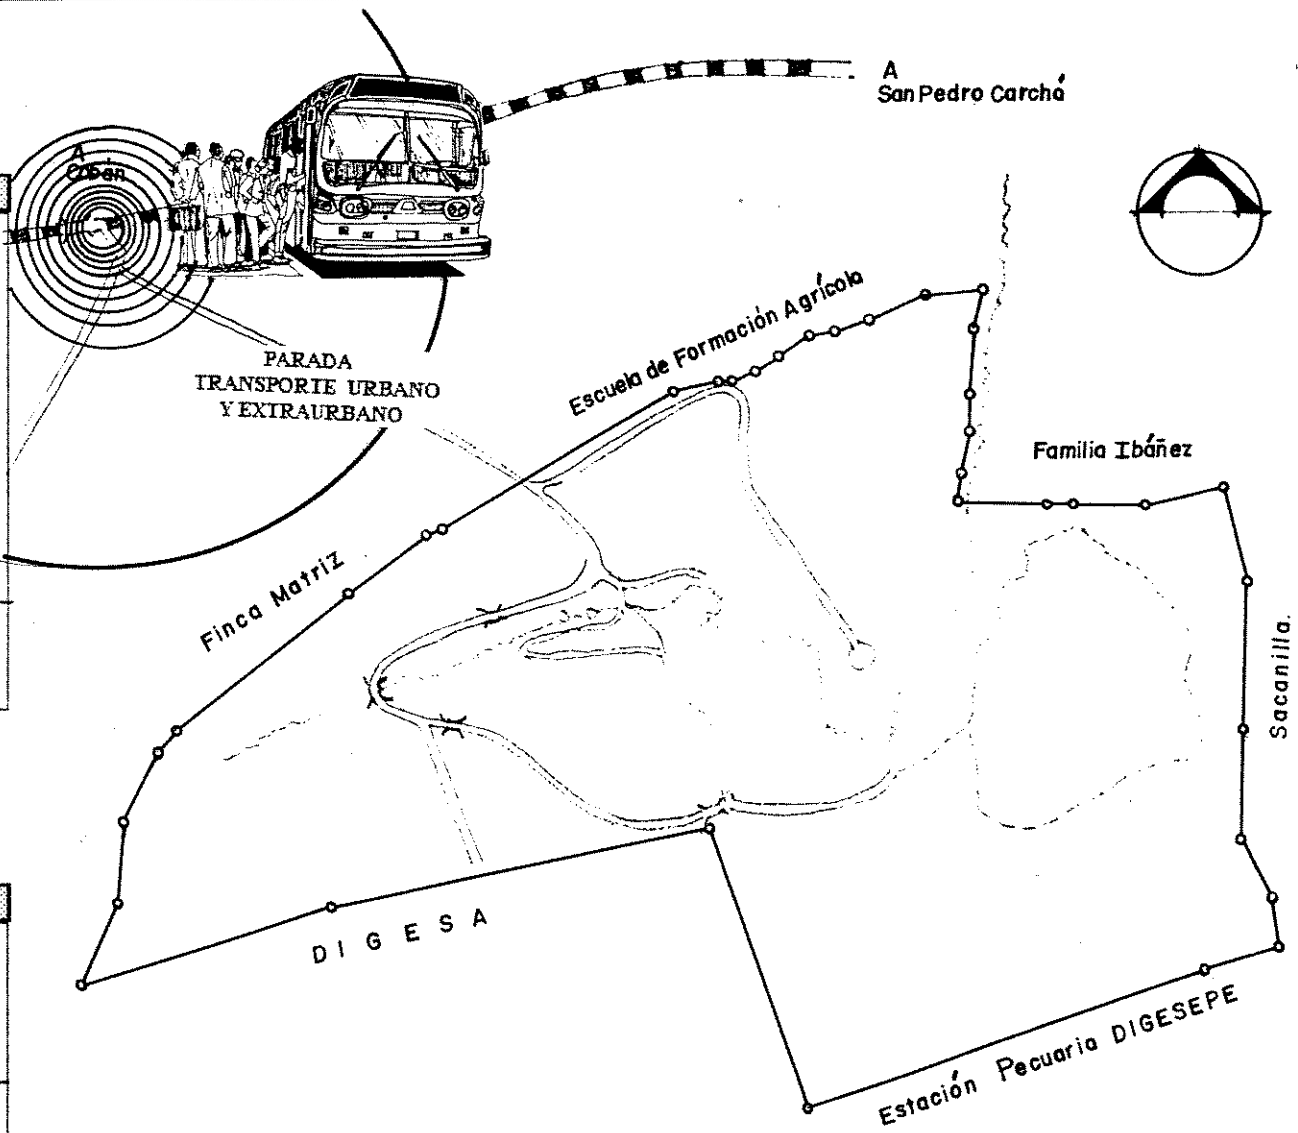 A
San Pedro Carchá
A
Cobán
PARADA
TRANSPORTE URBANO
Y EXTRAURBANO
Escuela de Formación Agrícola
Familia Ibáñez
Finca Matriz
Sacanilla.
DIGESA
Estación Pecuaria DIGESEPE